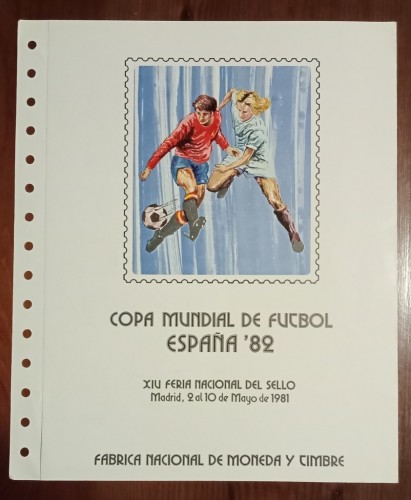 COPA MUNDIAL DE FUTBOL
ESPAÑA '82
XIV FERIA NACIONAL DEL SELLO
Madrid, 2 al 10 de Mayo de 1981
FABRICA NACIONAL DE MONEDA Y TIMBRE